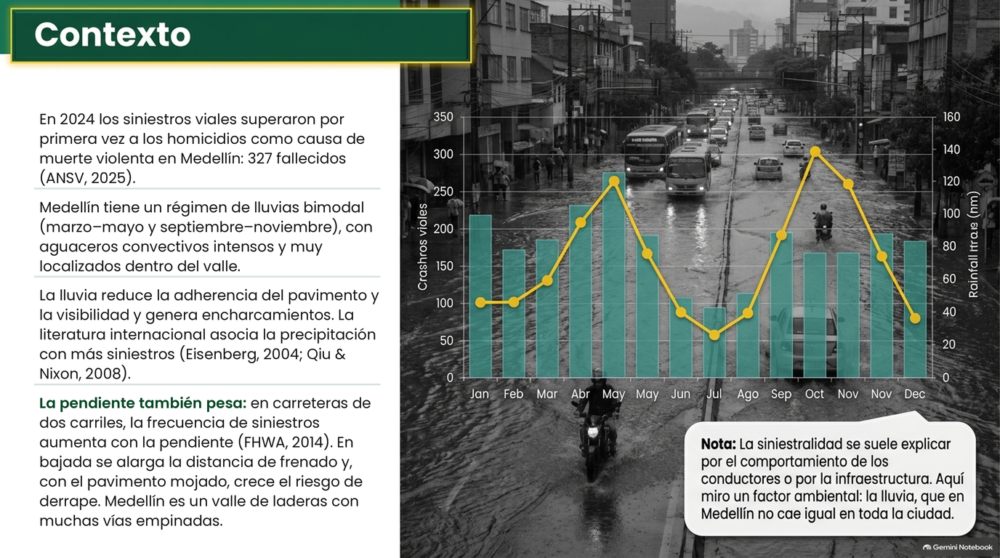 Contexto
En 2024 los siniestros viales superaron por
primera vez a los homicidios como causa de
muerte violenta en Medellín: 327 fallecidos
(ANSV, 2025).
Medellín tiene un régimen de lluvias bimodal
(marzo–mayo y septiembre–noviembre), con
aguaceros convectivos intensos y muy
localizados dentro del valle.
La lluvia reduce la adherencia del pavimento y
la visibilidad y genera encharcamientos. La
literatura internacional asocia la precipitación
con más siniestros (Eisenberg, 2004; Qiu &
Nixon, 2008).
La pendiente también pesa: en carreteras de
dos carriles, la frecuencia de siniestros
aumenta con la pendiente (FHWA, 2014). En
bajada se alarga la distancia de frenado y,
con el pavimento mojado, crece el riesgo de
derrape. Medellín es un valle de laderas con
muchas vías empinadas.
Crashros violes
350
300
250
200
150
100
50
0
160
140
120
100
80
60
40
20
0
Rainfall (nm)
Jan Feb Mar Abr May May Jun Jul Ago Sep Oct Nov Nov Dec
Nota: La siniestralidad se suele explicar
por el comportamiento de los
conductores o por la infraestructura. Aquí
miro un factor ambiental: la lluvia, que en
Medellín no cae igual en toda la ciudad.
Gemini Notebook